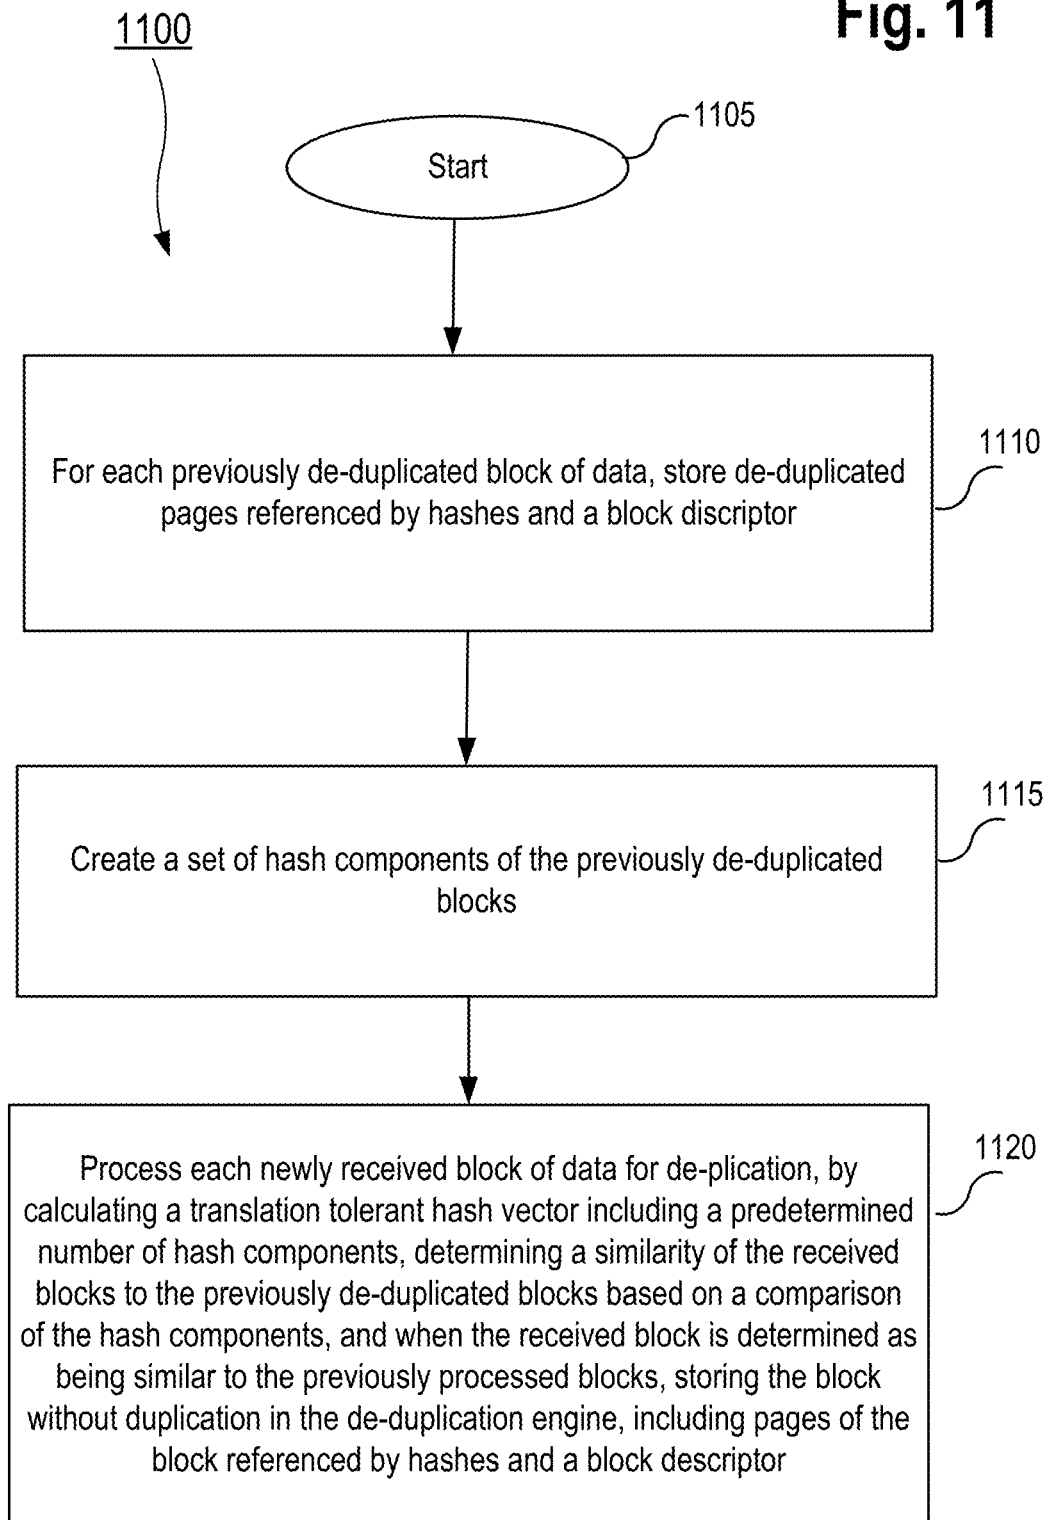 Fig. 11
1100
1105
Start
1110
For each previously de-duplicated block of data, store de-duplicated
pages referenced by hashes and a block discriptor
1115
Create a set of hash components of the previously de-duplicated
blocks
1120
Process each newly received block of data for de-plication, by
calculating a translation tolerant hash vector including a predetermined
number of hash components, determining a similarity of the received
blocks to the previously de-duplicated blocks based on a comparison
of the hash components, and when the received block is determined as
being similar to the previously processed blocks, storing the block
without duplication in the de-duplication engine, including pages of the
block referenced by hashes and a block descriptor